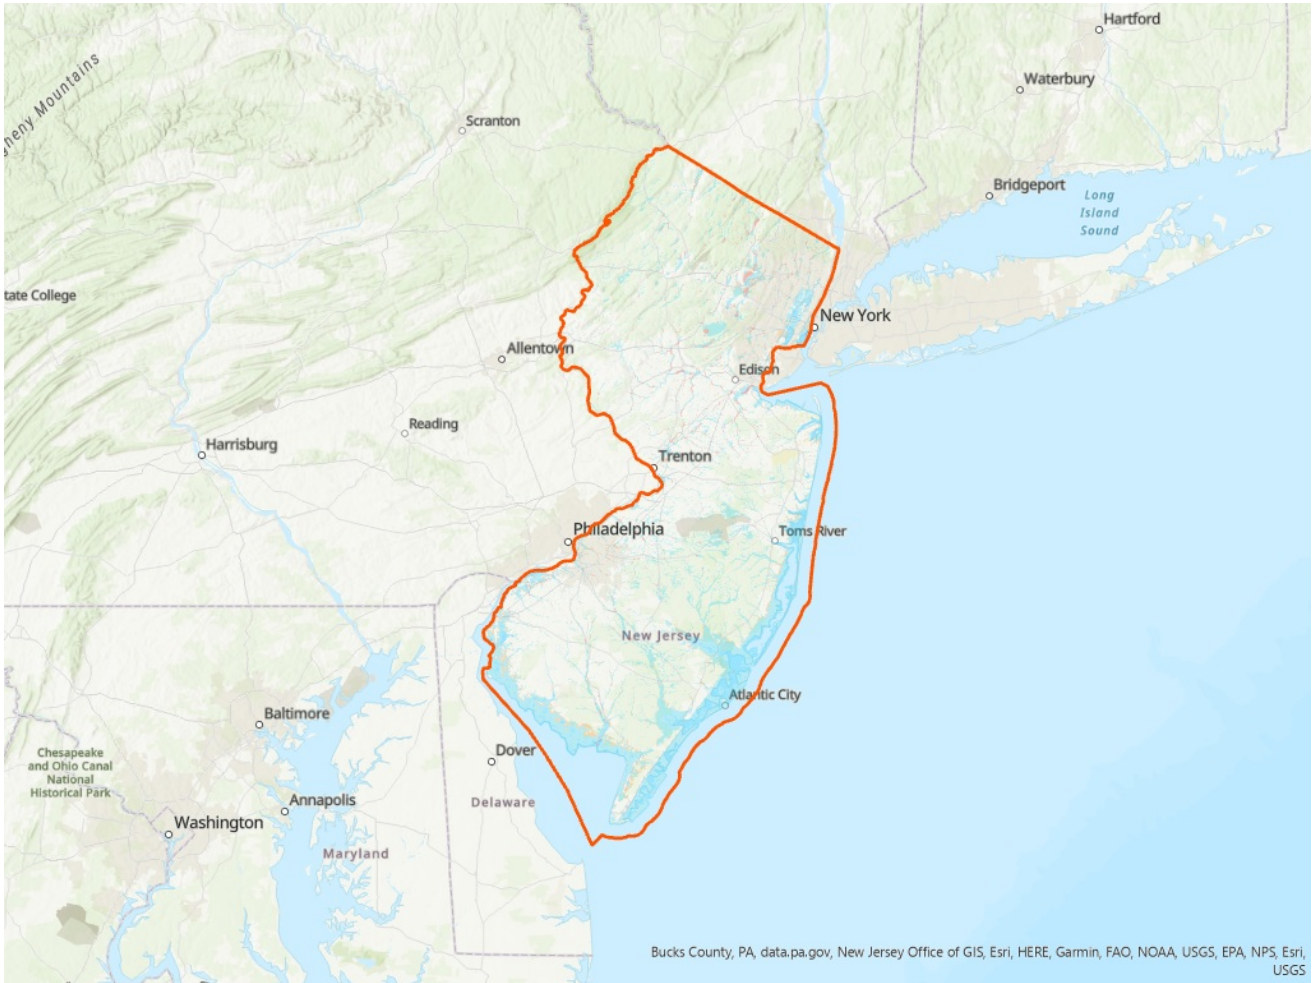 Hartford
Waterbury
gheny Mountains
Scranton
Bridgeport
Long
Island
Sound
tate College
New York
Allentown
Edison
Reading
Harrisburg
Trenton
Philadelphia
Toms River
New Jersey
Atlantic City
Baltimore
Dover
Chesapeake
and Ohio Canal
National
Historical Park
Annapolis
Delaware
Washington
Maryland
Bucks County, PA, data.pa.gov, New Jersey Office of GIS, Esri, HERE, Garmin, FAO, NOAA, USGS, EPA, NPS, Esri,
USGS